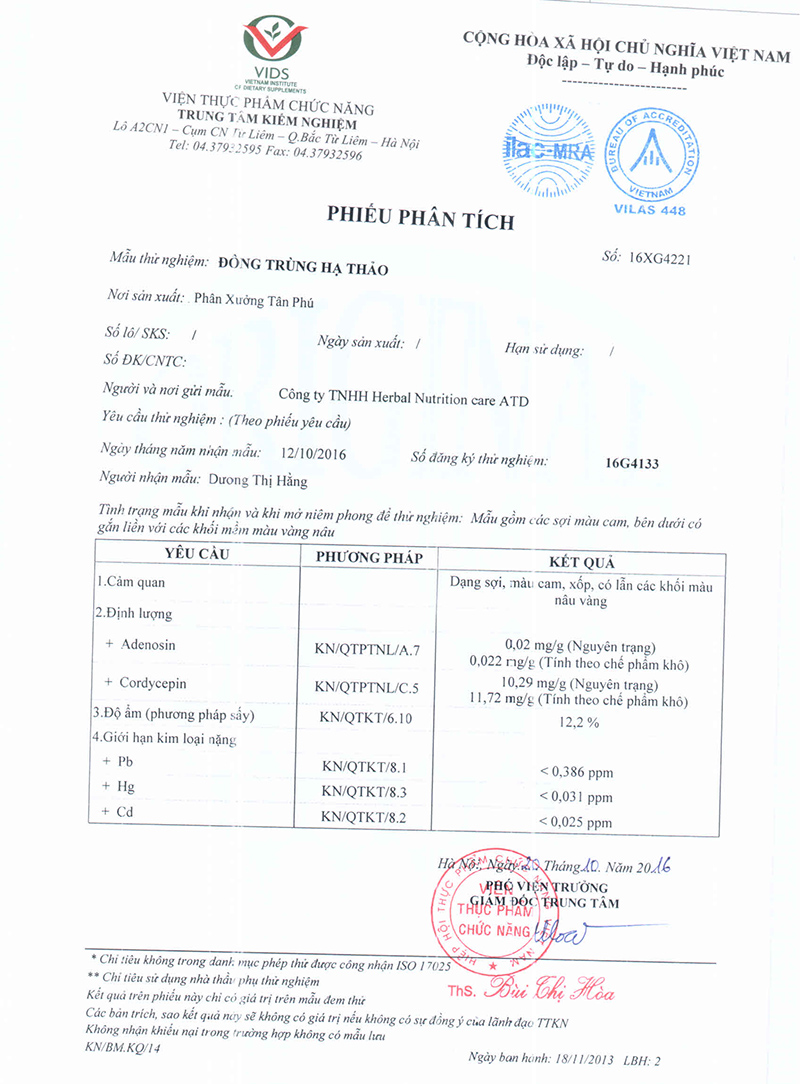 VIDS
VIETNAM INSTITUTE
OF DIETARY SUPPLEMENTS
VIỆN THỰC PHẨM CHỨC NĂNG
TRUNG TÂM KIỂM NGHIỆM
Lô A2CN1 – Cụm CN Từ Liêm – Q.Bắc Từ Liêm – Hà Nội
Tel: 04.37932595 Fax: 04.37932596
CỘNG HÒA XÃ HỘI CHỦ NGHĨA VIỆT NAM
Độc lập – Tự do – Hạnh phúc
ilac-MRA
BUREAU OF ACCREDITATION
VIETNAM
VILAS 448
PHIẾU PHÂN TÍCH
Số: 16XG4221
Mẫu thử nghiệm: ĐÔNG TRÙNG HẠ THẢO
Nơi sản xuất: Phân Xưởng Tân Phú
Số lô/ SKS: / Ngày sản xuất: / Hạn sử dụng: /
Số ĐK/CNTC:
Người và nơi gửi mẫu. Công ty TNHH Herbal Nutrition care ATD
Yêu cầu thử nghiệm : (Theo phiếu yêu cầu)
Ngày tháng năm nhận mẫu: 12/10/2016 Số đăng ký thử nghiệm: 16G4133
Người nhận mẫu: Dương Thị Hằng
Tình trạng mẫu khi nhận và khi mở niêm phong để thử nghiệm: Mẫu gồm các sợi màu cam, bên dưới có
gắn liền với các khối mềm màu vàng nâu
YÊU CẦU PHƯƠNG PHÁP KẾT QUẢ
1.Cảm quan Dạng sợi, màu cam, xốp, có lẫn các khối màu
nâu vàng
2.Định lượng
+ Adenosin KN/QTPTNL/A.7 0,02 mg/g (Nguyên trạng)
0,022 mg/g (Tính theo chế phẩm khô)
+ Cordycepin KN/QTPTNL/C.5 10,29 mg/g (Nguyên trạng)
11,72 mg/g (Tính theo chế phẩm khô)
3.Độ ẩm (phương pháp sấy) KN/QTKT/6.10 12,2 %
4.Giới hạn kim loại nặng
+ Pb KN/QTKT/8.1 < 0,386 ppm
+ Hg KN/QTKT/8.3 < 0,031 ppm
+ Cd KN/QTKT/8.2 < 0,025 ppm
Hà Nội, Ngày 20 Tháng 10. Năm 2016
PHÓ VIỆN TRƯỞNG
GIÁM ĐỐC TRUNG TÂM
VIỆN
THỰC PHẨM
CHỨC NĂNG
HIỆP HỘI THỰC PHẨM CHỨC NĂNG VIỆT NAM
ThS. Bùi Thị Hòa
* Chỉ tiêu không trong danh mục phép thử được công nhận ISO 17025
** Chỉ tiêu sử dụng nhà thầu phụ thử nghiệm
Kết quả trên phiếu này chỉ có giá trị trên mẫu đem thử
Các bản trích, sao kết quả này sẽ không có giá trị nếu không có sự đồng ý của lãnh đạo TTKN
Không nhận khiếu nại trong trường hợp không có mẫu lưu
KN/BM.KQ/14
Ngày ban hành: 18/11/2013 LBH: 2